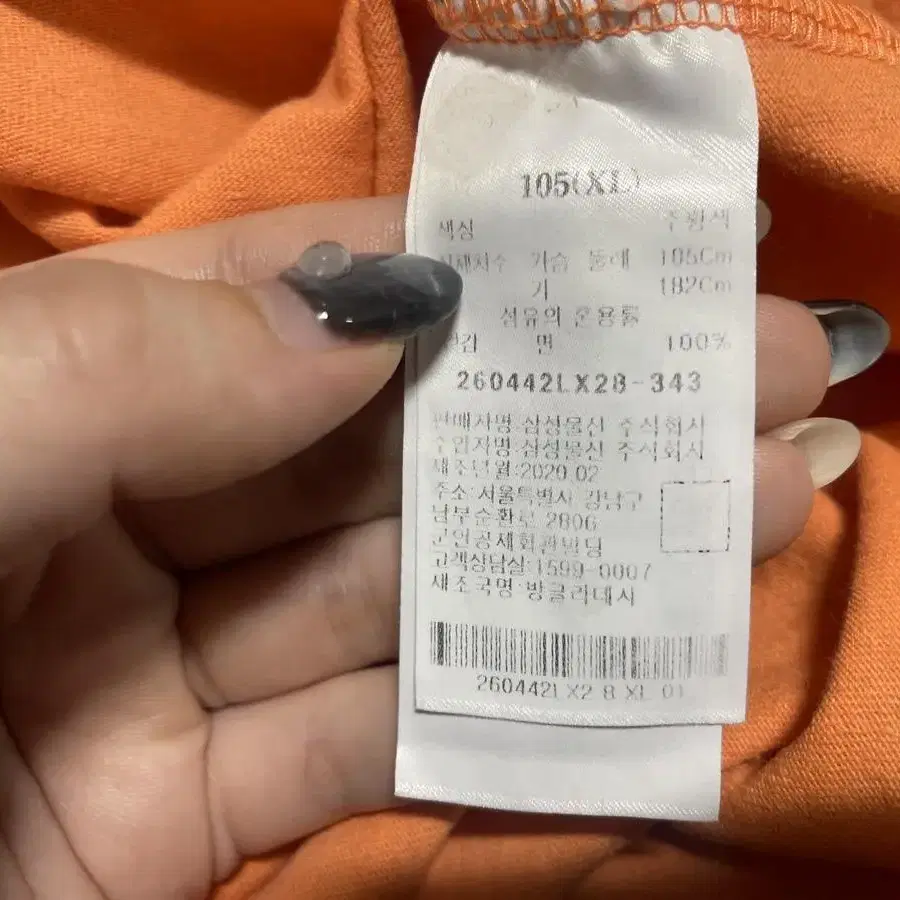 105(XL)
색상 주황색
신체치수 가슴 둘레 105Cm
키 182Cm
섬유의 혼용률
겉감 면 100%
260442LX28-343
판매자명:삼성물산 주식회사
수입자명:삼성물산 주식회사
제조년월:2020.02
주소:서울특별시 강남구
남부순환로 2806
군인공제회관빌딩
고객상담실:1599-0007
제조국명:방글라데시
260442LX2 8 XL 01